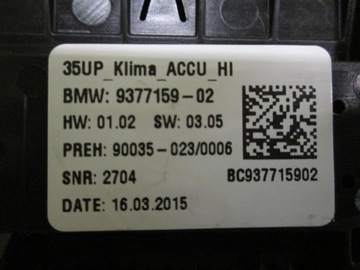 35UP_Klima_ACCU_HI
BMW: 9377159-02
HW: 01.02 SW: 03.05
PREH: 90035-023/0006
SNR: 2704
BC937715902
DATE: 16.03.2015